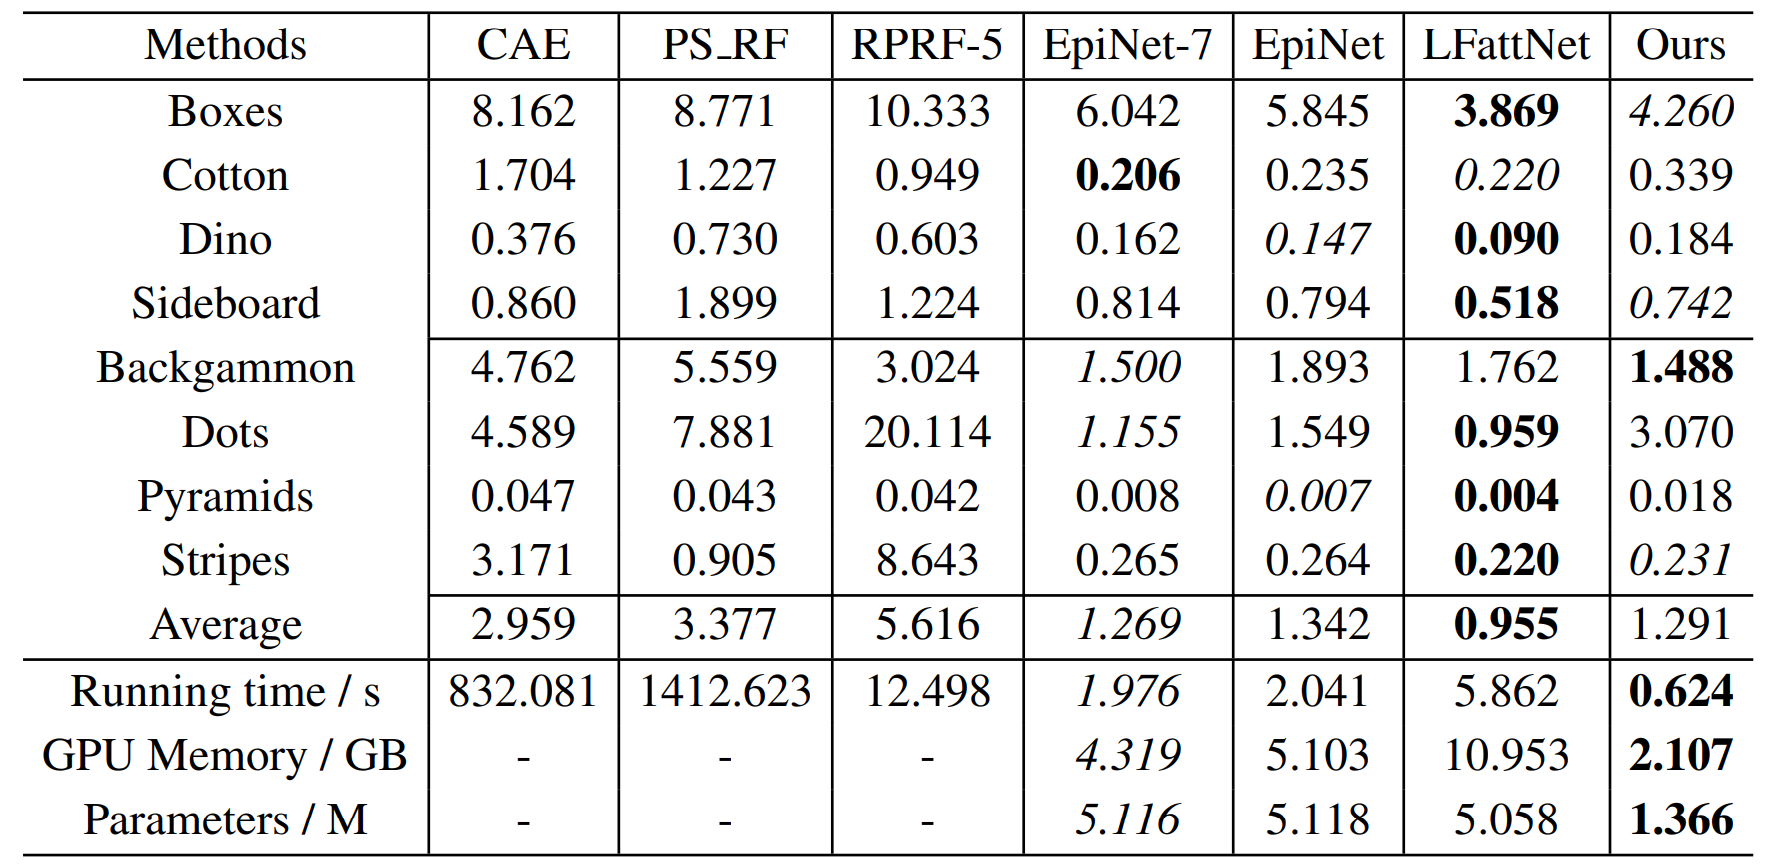 Methods CAE PS_RF RPRF-5 EpiNet-7 EpiNet LFattNet Ours
Boxes 8.162 8.771 10.333 6.042 5.845 3.869 4.260
Cotton 1.704 1.227 0.949 0.206 0.235 0.220 0.339
Dino 0.376 0.730 0.603 0.162 0.147 0.090 0.184
Sideboard 0.860 1.899 1.224 0.814 0.794 0.518 0.742
Backgammon 4.762 5.559 3.024 1.500 1.893 1.762 1.488
Dots 4.589 7.881 20.114 1.155 1.549 0.959 3.070
Pyramids 0.047 0.043 0.042 0.008 0.007 0.004 0.018
Stripes 3.171 0.905 8.643 0.265 0.264 0.220 0.231
Average 2.959 3.377 5.616 1.269 1.342 0.955 1.291
Running time / s 832.081 1412.623 12.498 1.976 2.041 5.862 0.624
GPU Memory / GB - - - 4.319 5.103 10.953 2.107
Parameters / M - - - 5.116 5.118 5.058 1.366